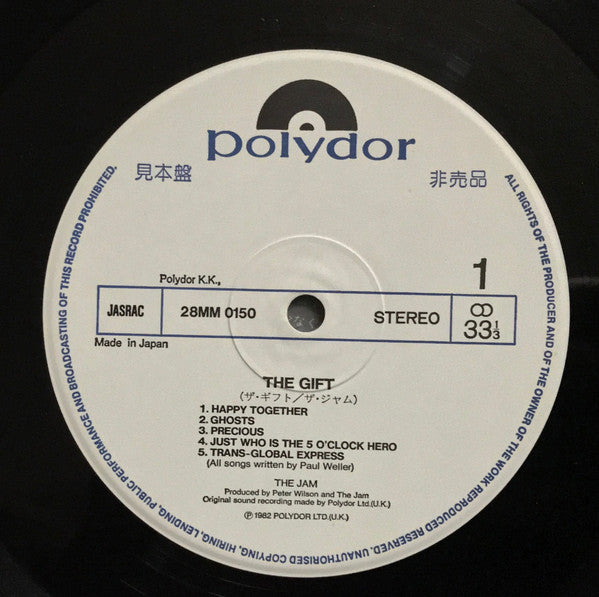 polydor
見本盤
非売品
Polydor K.K.,
1
JASRAC
28MM 0150
STEREO
33 1/3
Made in Japan
THE GIFT
(ザ・ギフト/ザ・ジャム)
1. HAPPY TOGETHER
2. GHOSTS
3. PRECIOUS
4. JUST WHO IS THE 5 O'CLOCK HERO
5. TRANS-GLOBAL EXPRESS
(All songs written by Paul Weller)
THE JAM
Produced by Peter Wilson and The Jam
Original sound recording made by Polydor Ltd.(U.K.)
℗ 1982 POLYDOR LTD.(U.K.)
ALL RIGHTS OF THE PRODUCER AND OF THE OWNER OF THE WORK REPRODUCED RESERVED. UNAUTHORISED COPYING, HIRING, LENDING, PUBLIC PERFORMANCE AND BROADCASTING OF THIS RECORD PROHIBITED.